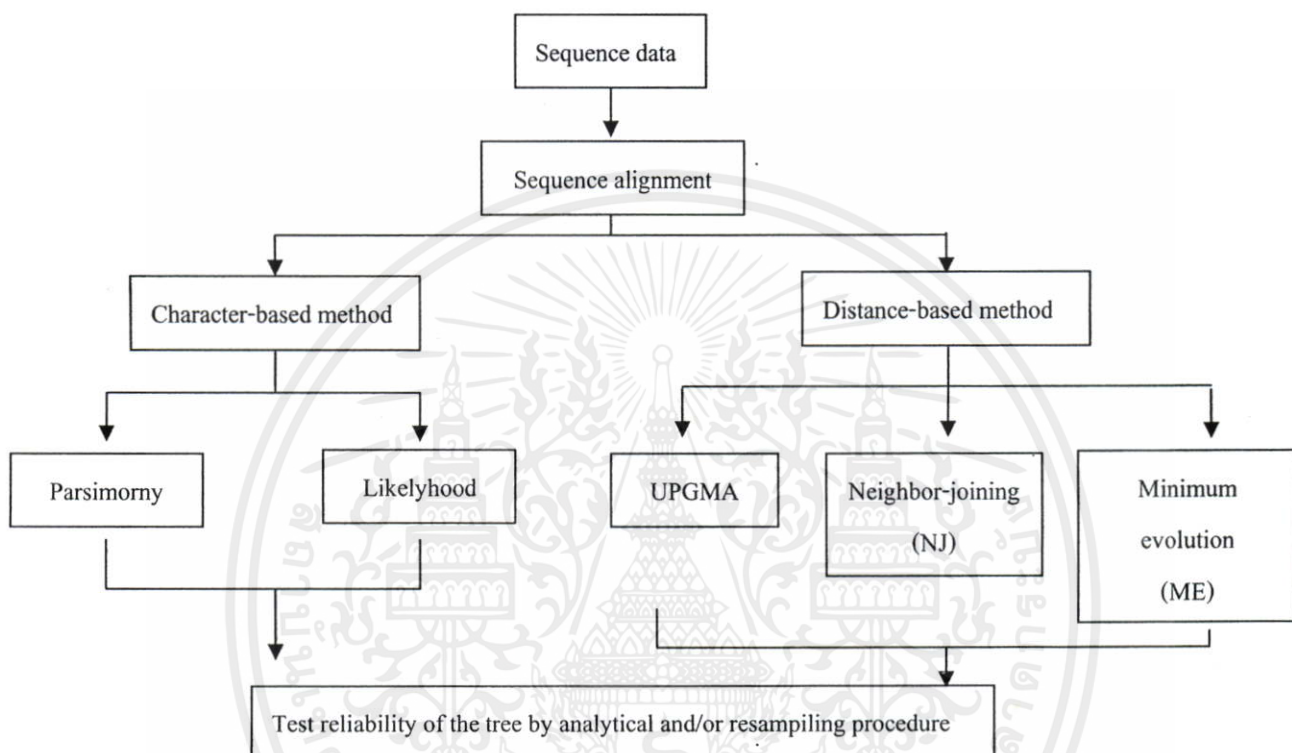 Sequence data
Sequence alignment
Character-based method
Distance-based method
Parsimorny
Likelyhood
UPGMA
Neighbor-joining
(NJ)
Minimum
evolution
(ME)
Test reliability of the tree by analytical and/or resampiling procedure